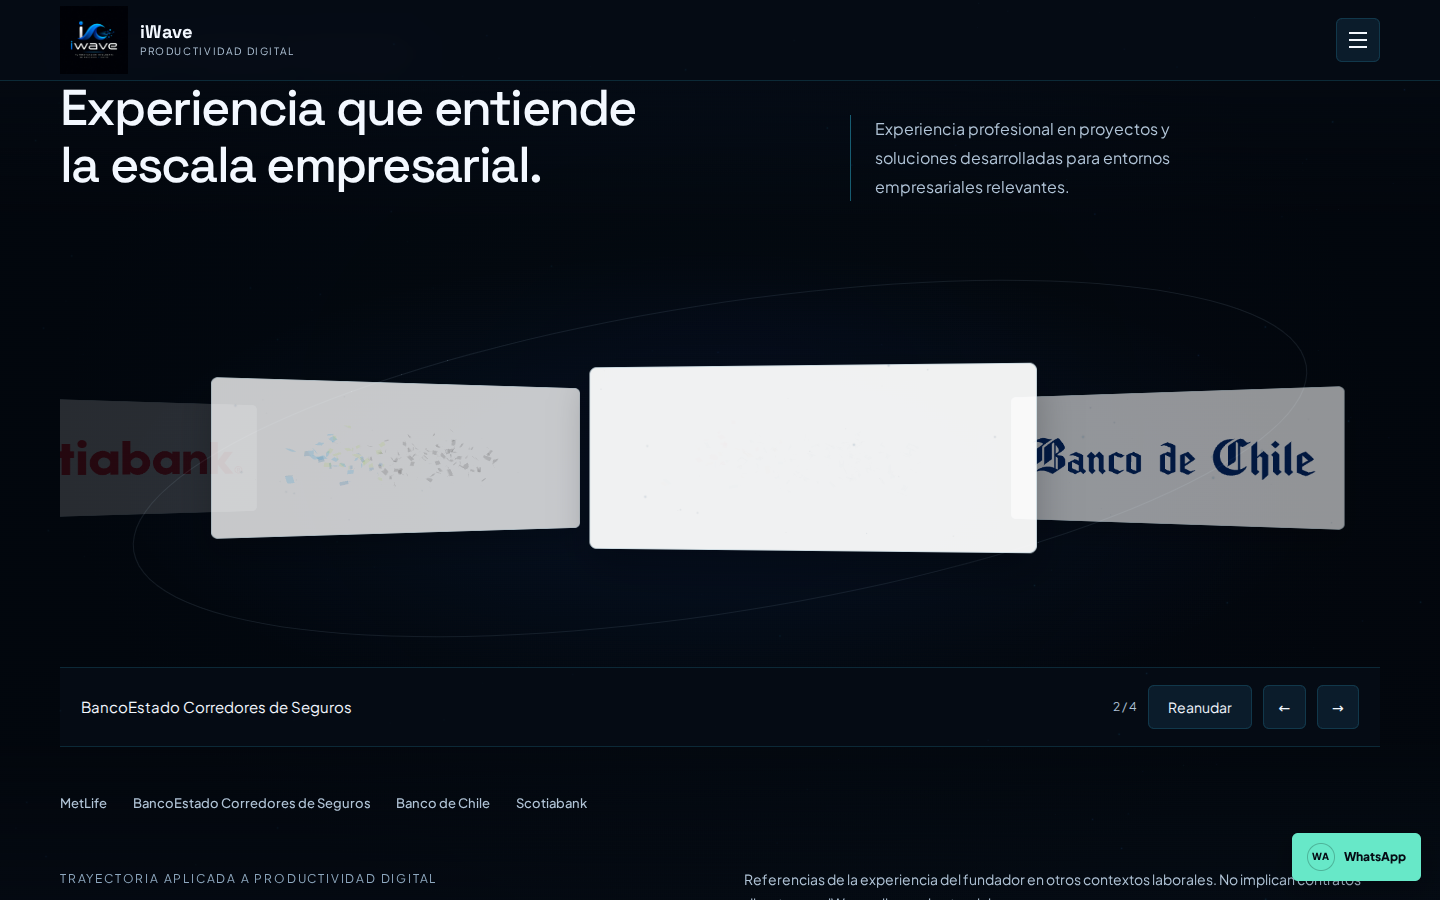 iwave
iWave
PRODUCTIVIDAD DIGITAL
Experiencia que entiende
la escala empresarial.
Experiencia profesional en proyectos y
soluciones desarrolladas para entornos
empresariales relevantes.
tiabank.
Banco de Chile
BancoEstado Corredores de Seguros
2/4
Reanudar
←
→
MetLife
BancoEstado Corredores de Seguros
Banco de Chile
Scotiabank
WA
WhatsApp
TRAYECTORIA APLICADA A PRODUCTIVIDAD DIGITAL
Referencias de la experiencia del fundador en otros contextos laborales. No implican contratos